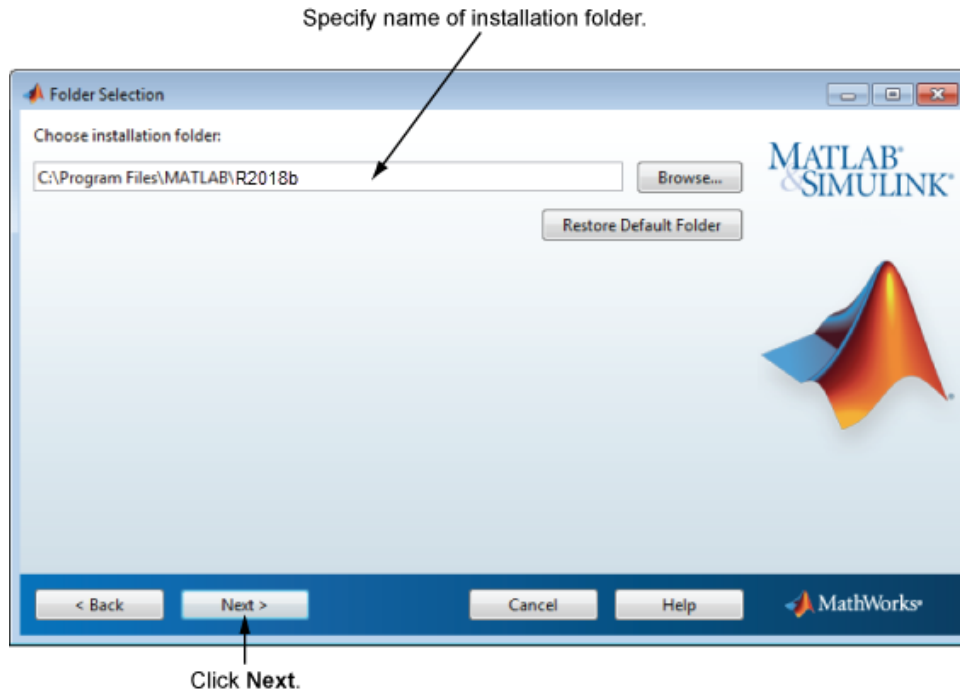 Specify name of installation folder.
Folder Selection
Choose installation folder:
C:\Program Files\MATLAB\R2018b
Browse...
Restore Default Folder
MATLAB®
&SIMULINK®
< Back
Next >
Cancel
Help
MathWorks®
Click Next.